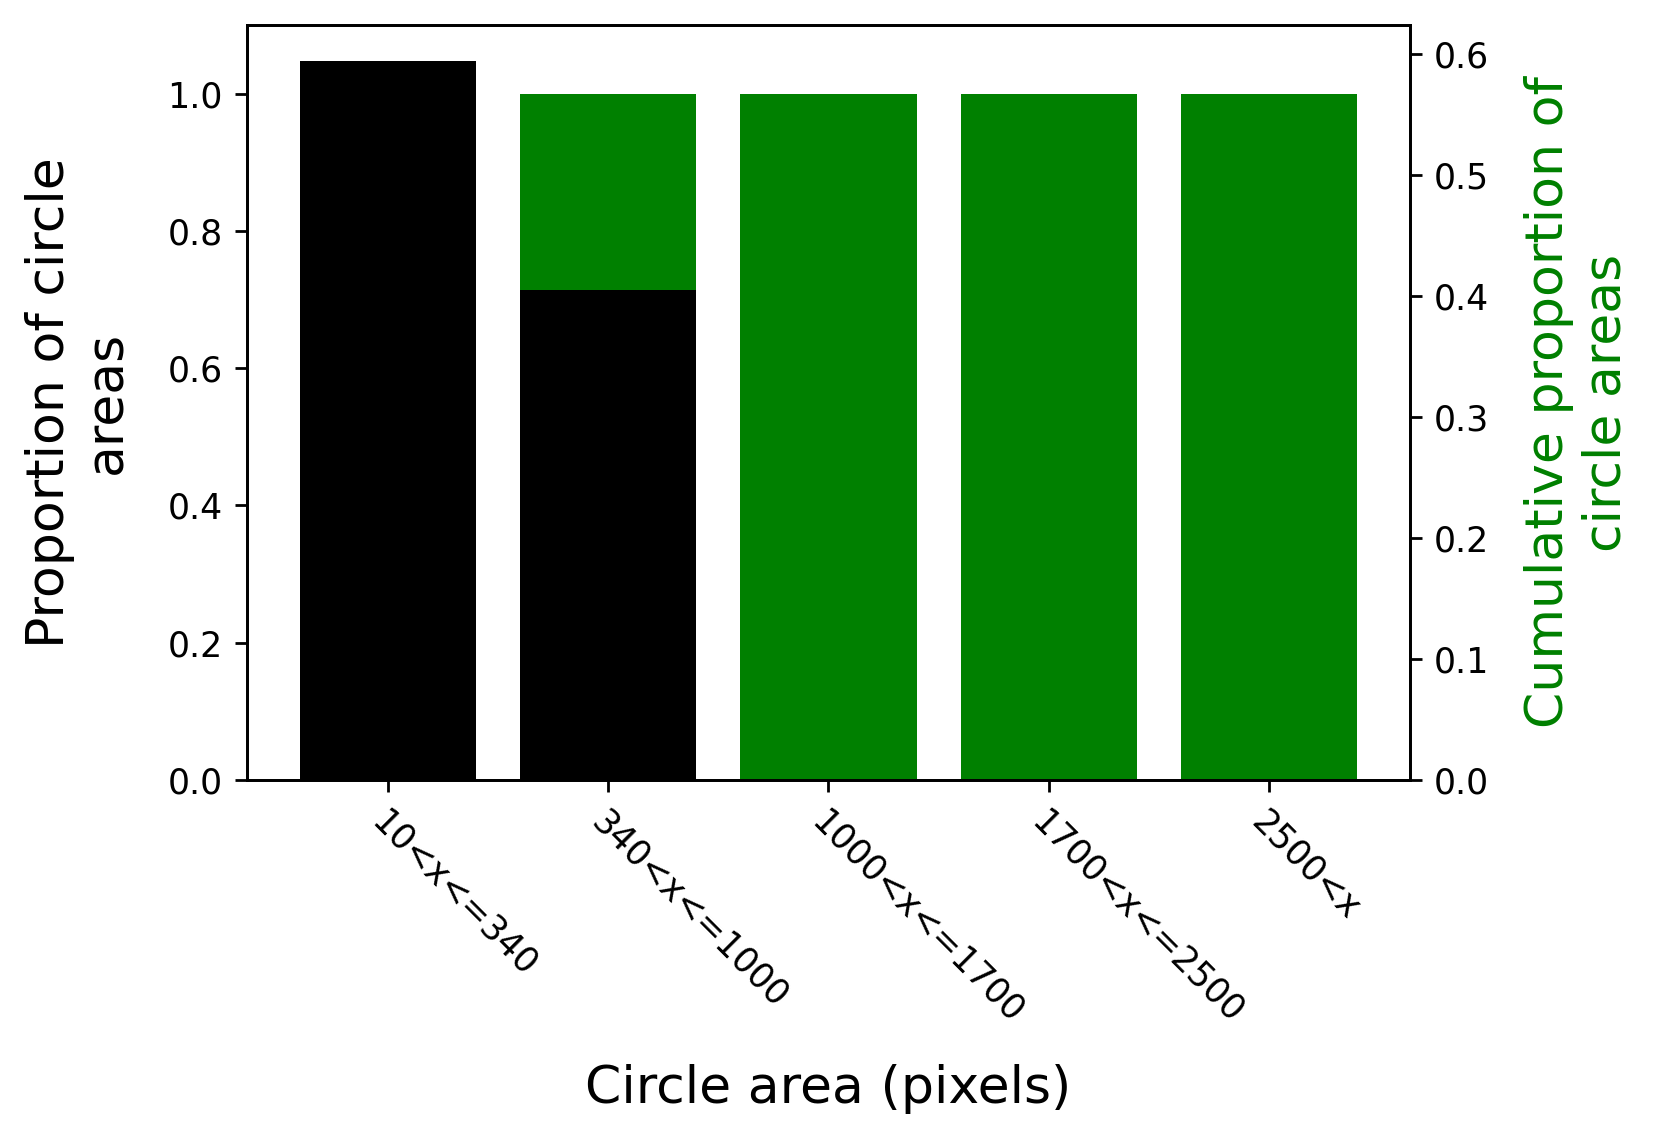 Proportion of circle
areas
1.0
0.8
0.6
0.4
0.2
0.0
0.6
0.5
0.4
0.3
0.2
0.1
0.0
Cumulative proportion of
circle areas
10<x<=340
340<x<=1000
1000<x<=1700
1700<x<=2500
2500<x
Circle area (pixels)